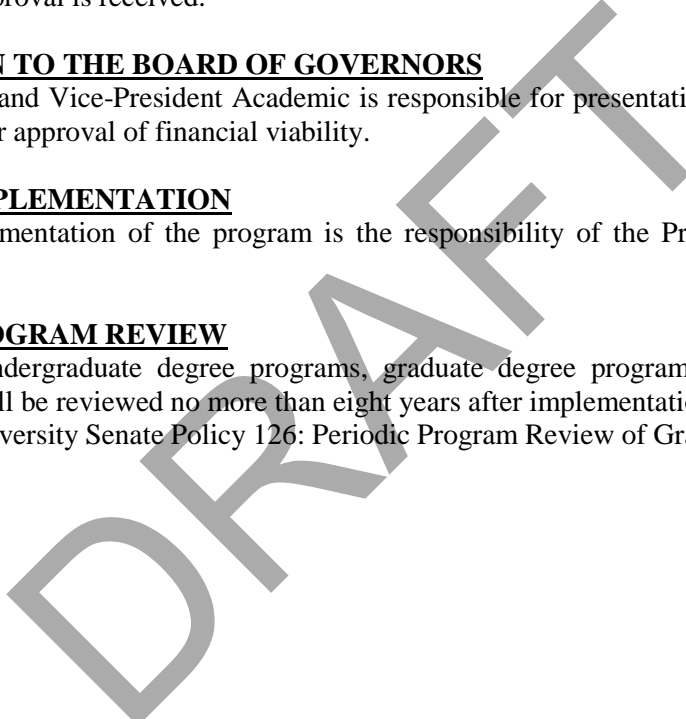 proval is received.
N TO THE BOARD OF GOVERNORS
and Vice-President Academic is responsible for presentati
r approval of financial viability.
PLEMENTATION
mentation of the program is the responsibility of the Pr
OGRAM REVIEW
ndergraduate degree programs, graduate degree program
ll be reviewed no more than eight years after implementati
versity Senate Policy 126: Periodic Program Review of Gra
DRAFT